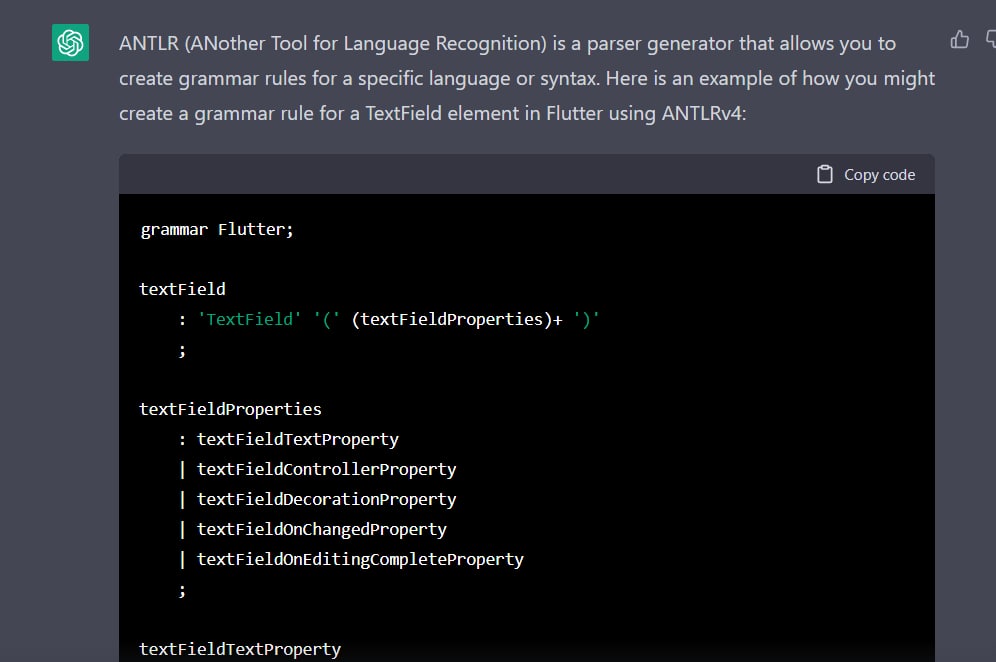 ANTLR (ANother Tool for Language Recognition) is a parser generator that allows you to
create grammar rules for a specific language or syntax. Here is an example of how you might
create a grammar rule for a TextField element in Flutter using ANTLRv4:
Copy code
grammar Flutter;
textField
: 'TextField' '(' (textFieldProperties)+ ')'
;
textFieldProperties
: textFieldTextProperty
| textFieldControllerProperty
| textFieldDecorationProperty
| textFieldOnChangedProperty
| textFieldOnEditingCompleteProperty
;
textFieldTextProperty